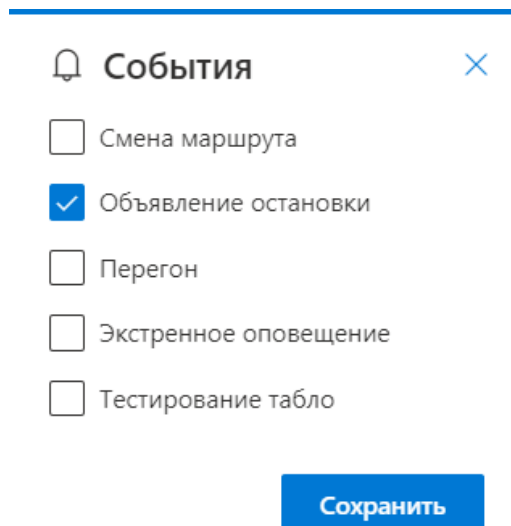 События
Смена маршрута
Объявление остановки
Перегон
Экстренное оповещение
Тестирование табло
Сохранить